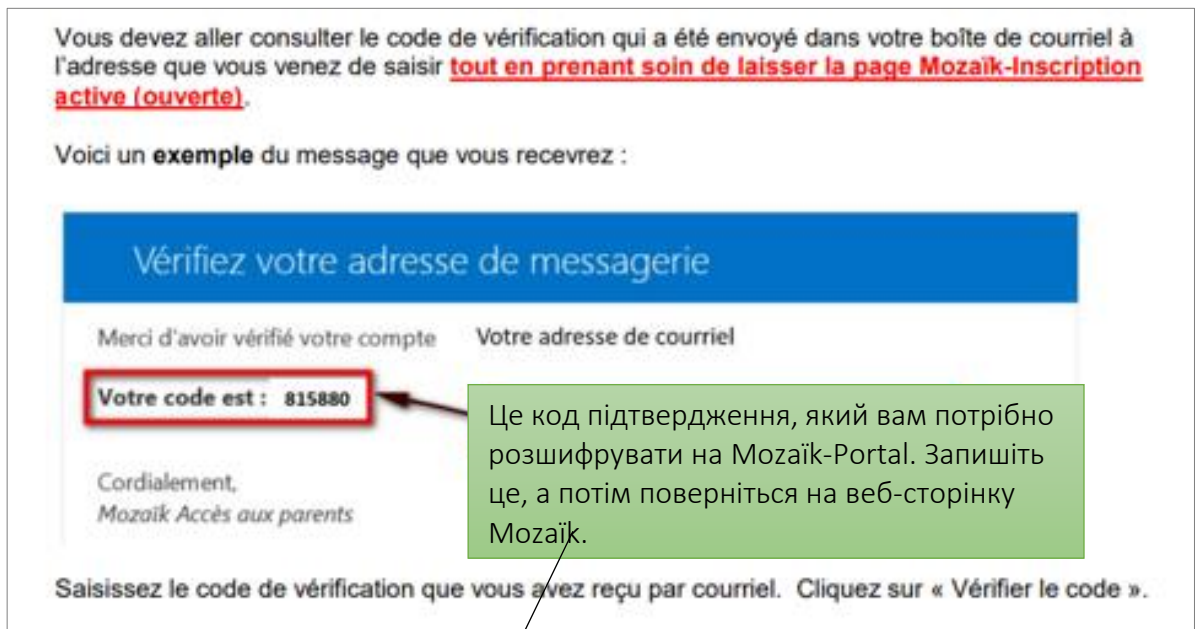 Vous devez aller consulter le code de vérification qui a été envoyé dans votre boîte de courriel à
l'adresse que vous venez de saisir tout en prenant soin de laisser la page Mozaïk-Inscription
active (ouverte).
Voici un exemple du message que vous recevrez :
Vérifiez votre adresse de messagerie
Merci d'avoir vérifié votre compte Votre adresse de courriel
Votre code est : 815880
Це код підтвердження, який вам потрібно
розшифрувати на Mozaïk-Portal. Запишіть
це, а потім поверніться на веб-сторінку
Mozaïk.
Cordialement,
Mozaïk Accès aux parents
Saisissez le code de vérification que vous avez reçu par courriel. Cliquez sur « Vérifier le code ».